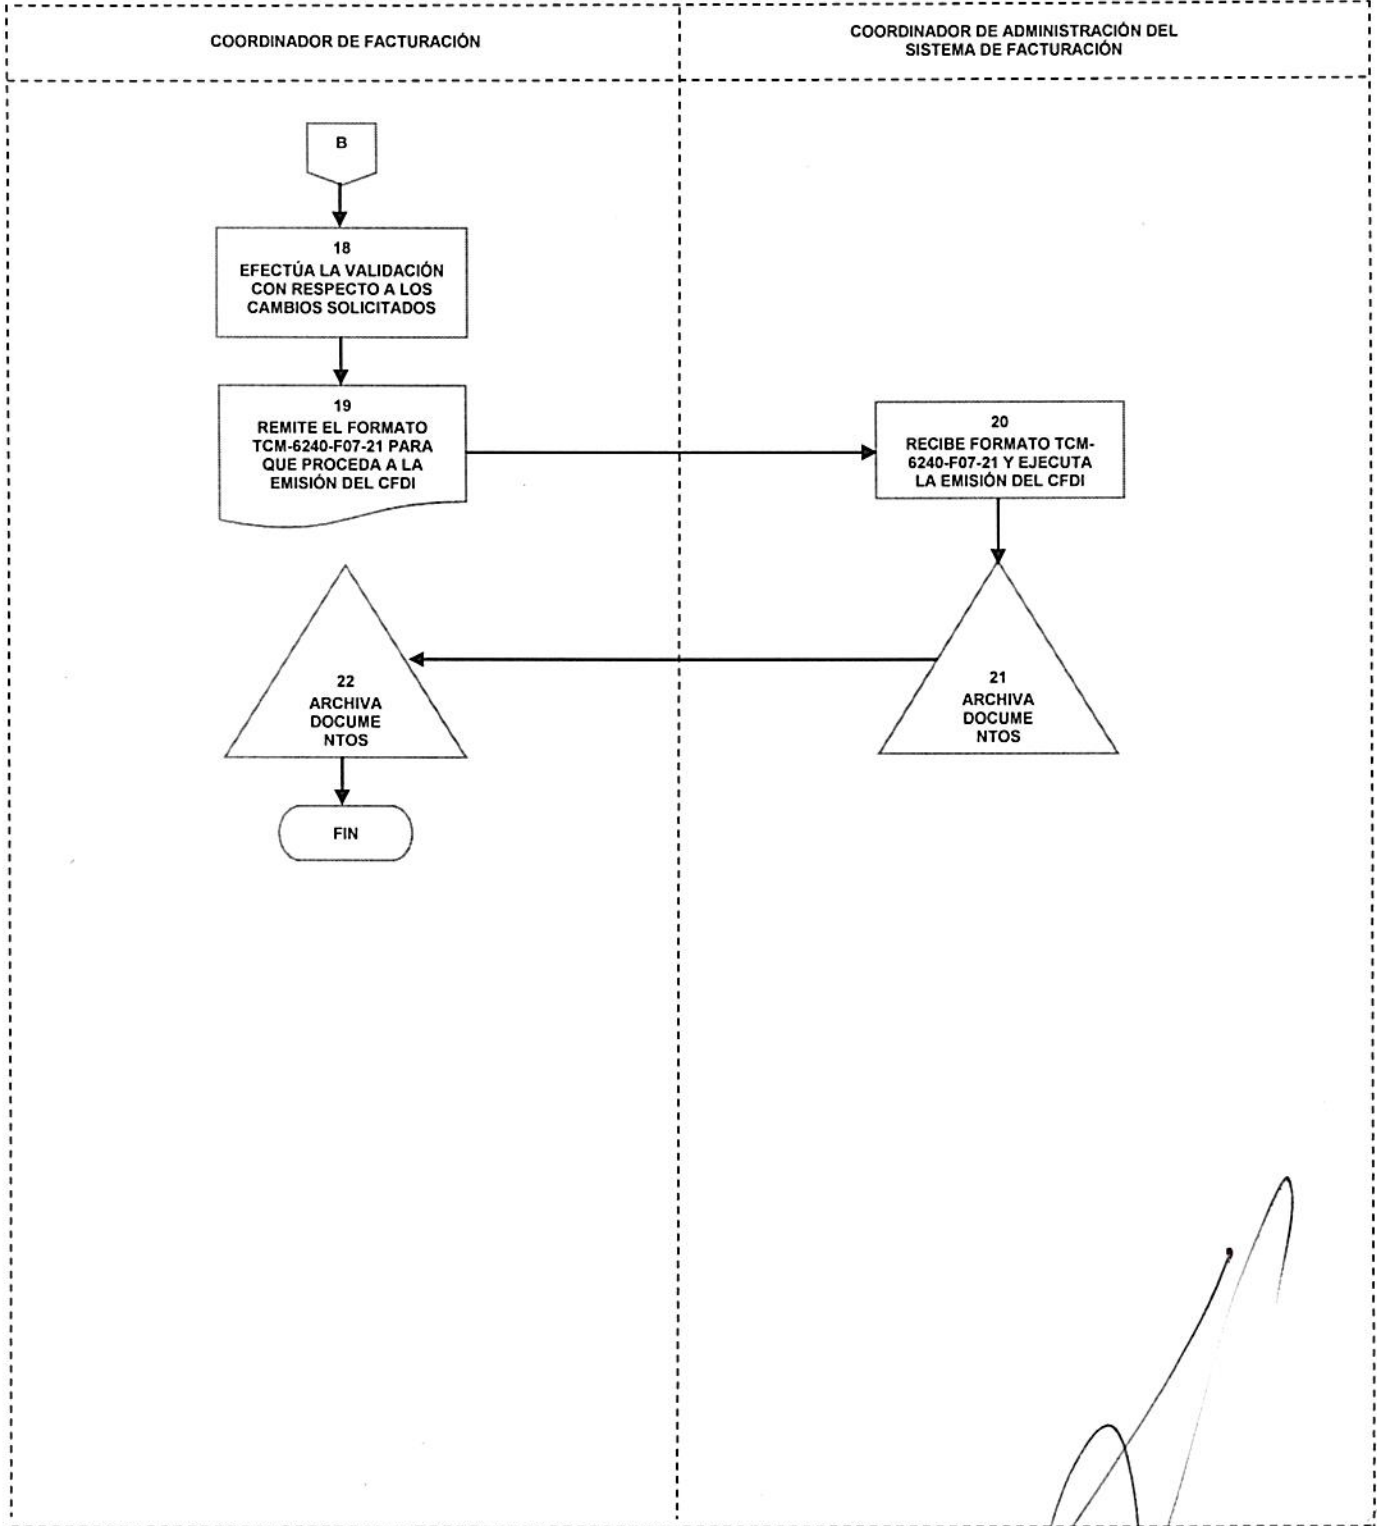 COORDINADOR DE FACTURACIÓN
COORDINADOR DE ADMINISTRACIÓN DEL
SISTEMA DE FACTURACIÓN
B
18
EFECTÚA LA VALIDACIÓN
CON RESPECTO A LOS
CAMBIOS SOLICITADOS
19
REMITE EL FORMATO
TCM-6240-F07-21 PARA
QUE PROCEDA A LA
EMISIÓN DEL CFDI
20
RECIBE FORMATO TCM-
6240-F07-21 Y EJECUTA
LA EMISIÓN DEL CFDI
22
ARCHIVA
DOCUME
NTOS
21
ARCHIVA
DOCUME
NTOS
FIN